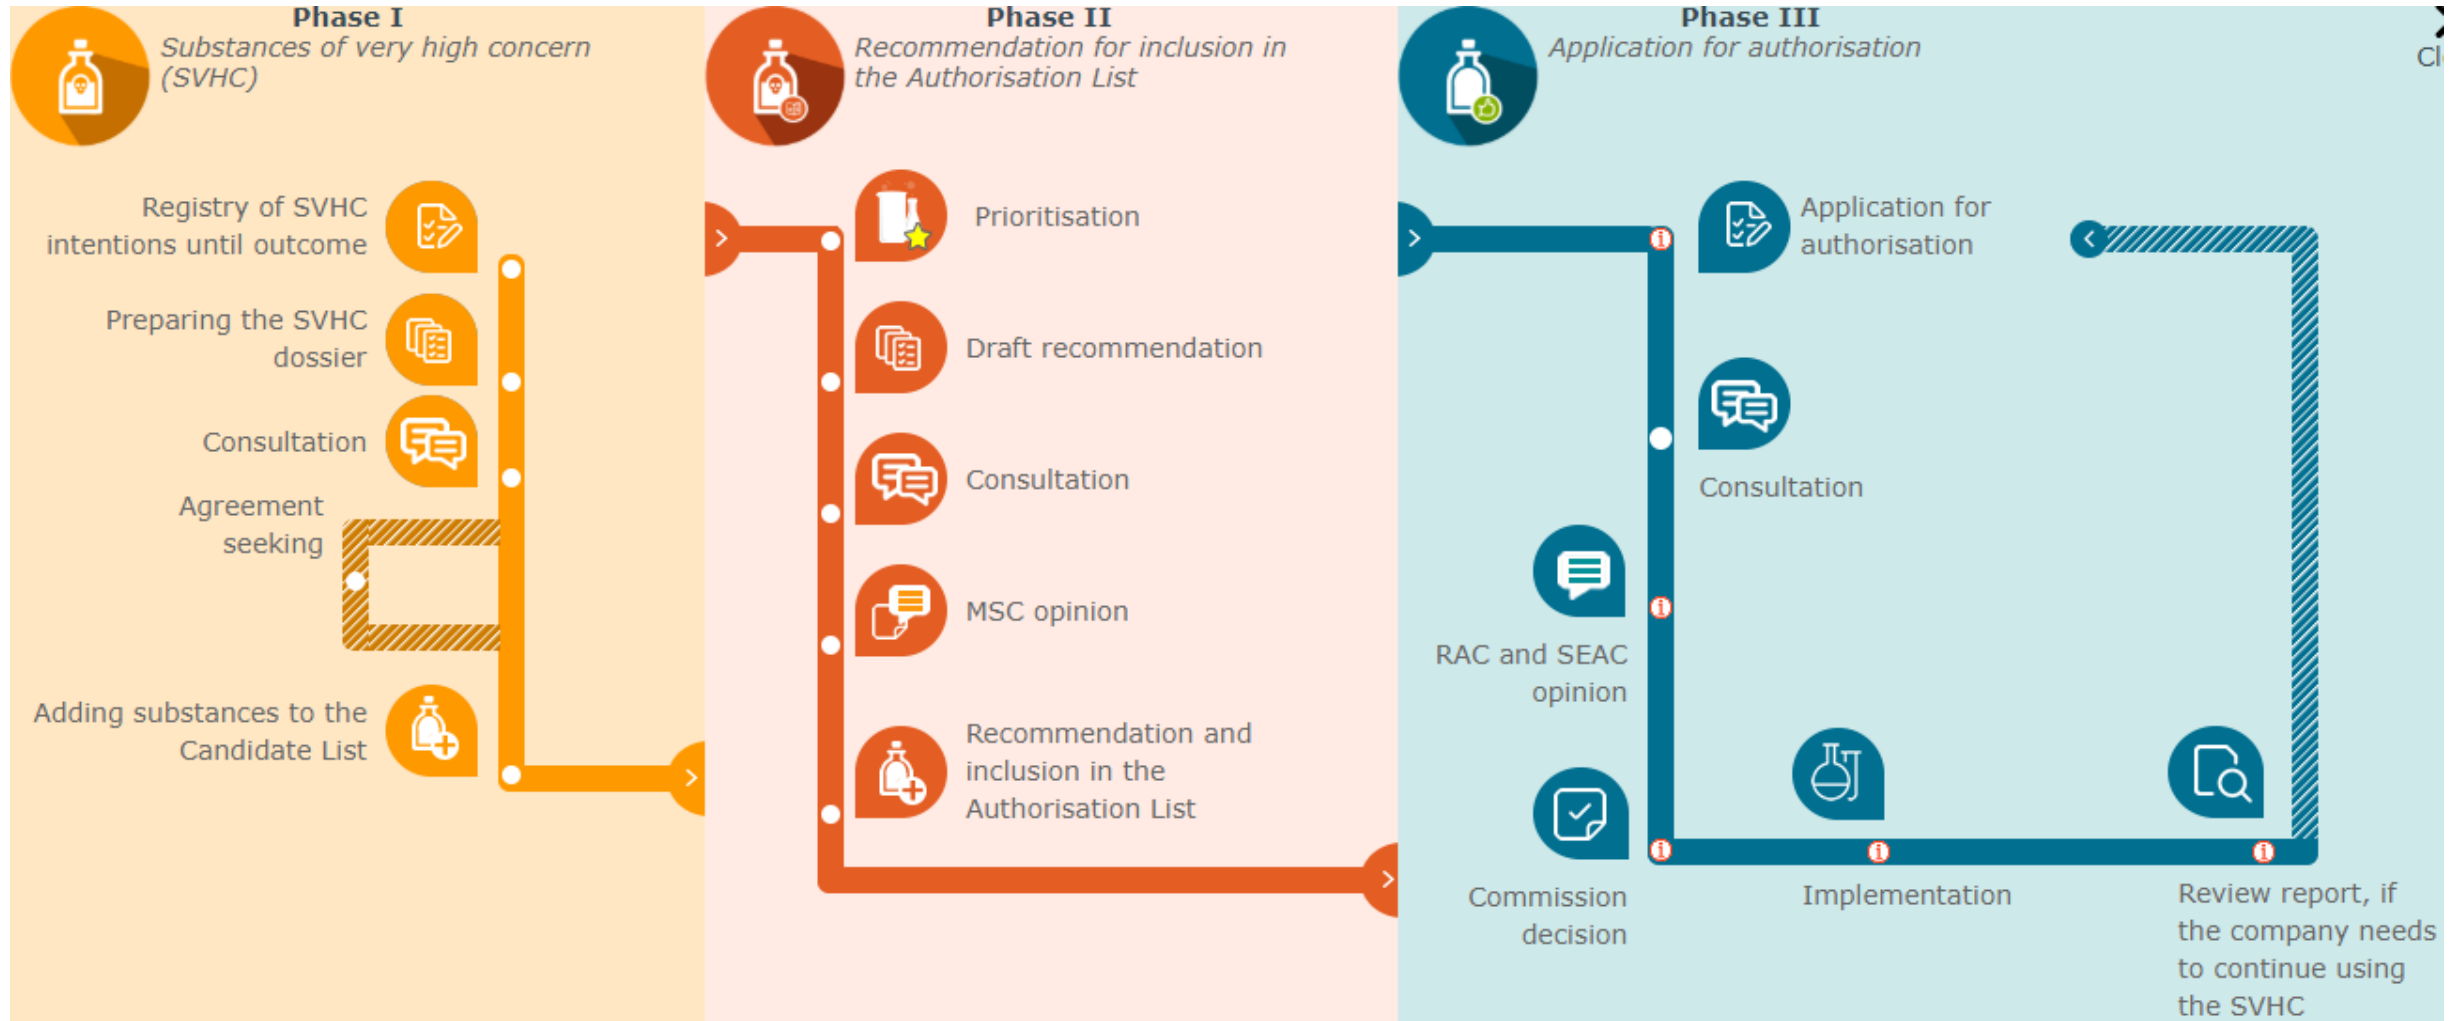 Phase I
Substances of very high concern
(SVHC)
Registry of SVHC
intentions until outcome
Preparing the SVHC
dossier
Consultation
Agreement
seeking
Adding substances to the
Candidate List
Phase II
Recommendation for inclusion in
the Authorisation List
Prioritisation
Draft recommendation
Consultation
MSC opinion
Recommendation and
inclusion in the
Authorisation List
Phase III
Application for authorisation
Application for
authorisation
Consultation
RAC and SEAC
opinion
Commission
decision
Implementation
Review report, if
the company needs
to continue using
the SVHC